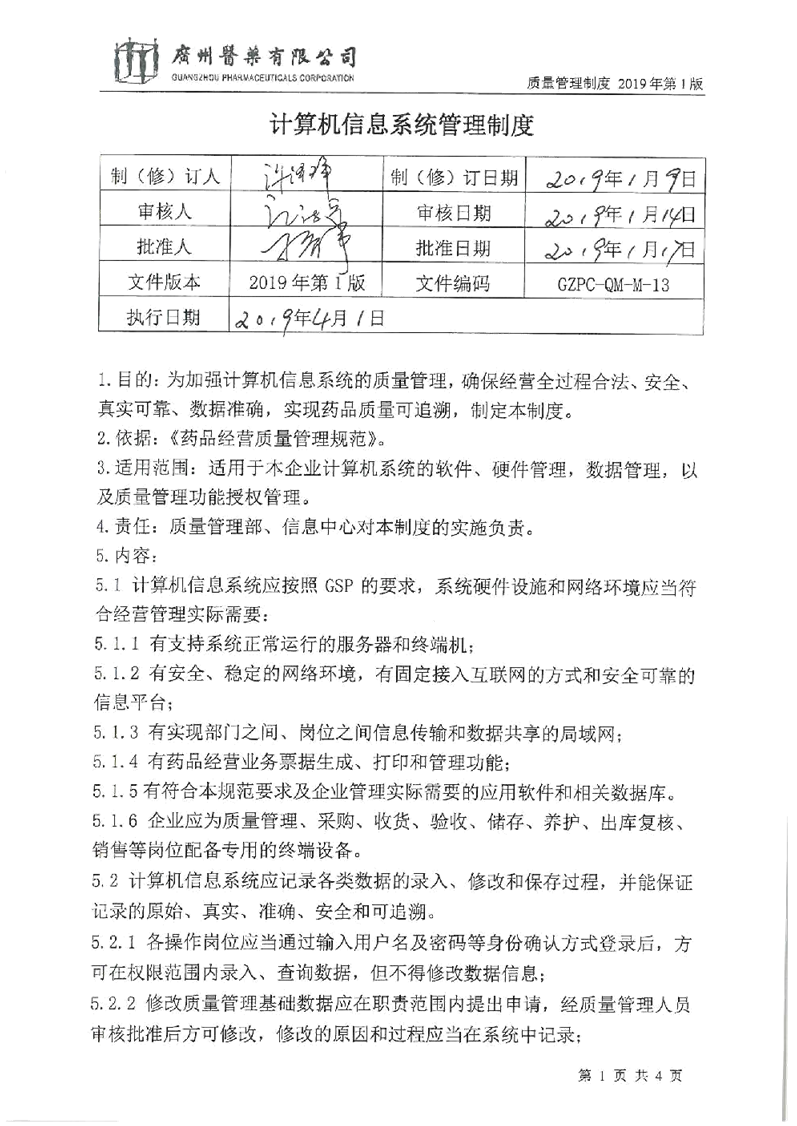 廣州醫藥有限公司
GUANGZHOU PHARMACEUTICALS CORPORATION
质量管理制度 2019年第1版
计算机信息系统管理制度
制（修）订人 制（修）订日期 2019年1月9日
审核人 审核日期 2019年1月14日
批准人 批准日期 2019年1月17日
文件版本 2019年第1版 文件编码 GZPC-QM-M-13
执行日期 2019年4月1日
1.目的：为加强计算机信息系统的质量管理，确保经营全过程合法、安全、
真实可靠、数据准确，实现药品质量可追溯，制定本制度。
2.依据：《药品经营质量管理规范》。
3.适用范围：适用于本企业计算机系统的软件、硬件管理，数据管理，以
及质量管理功能授权管理。
4.责任：质量管理部、信息中心对本制度的实施负责。
5.内容：
5.1 计算机信息系统应按照 GSP 的要求，系统硬件设施和网络环境应当符
合经营管理实际需要：
5.1.1 有支持系统正常运行的服务器和终端机；
5.1.2 有安全、稳定的网络环境，有固定接入互联网的方式和安全可靠的
信息平台；
5.1.3 有实现部门之间、岗位之间信息传输和数据共享的局域网；
5.1.4 有药品经营业务票据生成、打印和管理功能；
5.1.5有符合本规范要求及企业管理实际需要的应用软件和相关数据库。
5.1.6 企业应为质量管理、采购、收货、验收、储存、养护、出库复核、
销售等岗位配备专用的终端设备。
5.2 计算机信息系统应记录各类数据的录入、修改和保存过程，并能保证
记录的原始、真实、准确、安全和可追溯。
5.2.1 各操作岗位应当通过输入用户名及密码等身份确认方式登录后，方
可在权限范围内录入、查询数据，但不得修改数据信息；
5.2.2 修改质量管理基础数据应在职责范围内提出申请，经质量管理人员
审核批准后方可修改，修改的原因和过程应当在系统中记录；
第 1 页 共 4 页